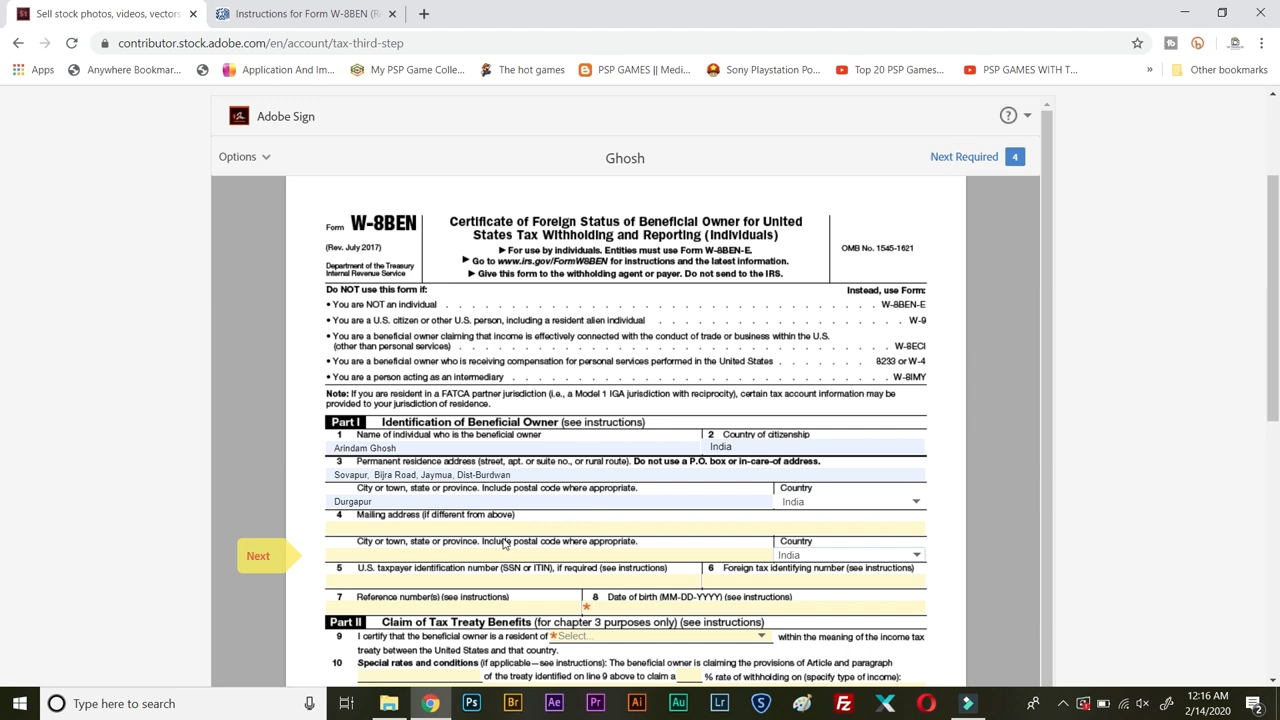 Sell stock photos, videos, vectors
Instructions for Form W-8BEN (R
contributor.stock.adobe.com/en/account/tax-third-step
Apps
Anywhere Bookmar...
Application And Im...
My PSP Game Colle...
The hot games
PSP GAMES || Medi...
Sony Playstation Po...
Top 20 PSP Games...
PSP GAMES WITH T...
»
Other bookmarks
Adobe Sign
Options
Ghosh
Next Required 4
Form W-8BEN
(Rev. July 2017)
Department of the Treasury
Internal Revenue Service
Certificate of Foreign Status of Beneficial Owner for United
States Tax Withholding and Reporting (Individuals)
▶ For use by individuals. Entities must use Form W-8BEN-E.
▶ Go to www.irs.gov/FormW8BEN for instructions and the latest information.
▶ Give this form to the withholding agent or payer. Do not send to the IRS.
OMB No. 1545-1621
Do NOT use this form if: Instead, use Form:
• You are NOT an individual . . . W-8BEN-E
• You are a U.S. citizen or other U.S. person, including a resident alien individual . . . W-9
• You are a beneficial owner claiming that income is effectively connected with the conduct of trade or business within the U.S.
(other than personal services) . . . W-8ECI
• You are a beneficial owner who is receiving compensation for personal services performed in the United States . . . 8233 or W-4
• You are a person acting as an intermediary . . . W-8IMY
Note: If you are resident in a FATCA partner jurisdiction (i.e., a Model 1 IGA jurisdiction with reciprocity), certain tax account information may be
provided to your jurisdiction of residence.
Part I Identification of Beneficial Owner (see instructions)
1 Name of individual who is the beneficial owner 2 Country of citizenship
Arindam Ghosh India
3 Permanent residence address (street, apt. or suite no., or rural route). Do not use a P.O. box or in-care-of address.
Sovapur, Bijra Road, Jaymua, Dist-Burdwan
City or town, state or province. Include postal code where appropriate. Country
Durgapur India
4 Mailing address (if different from above)
City or town, state or province. Include postal code where appropriate. Country
Next
India
5 U.S. taxpayer identification number (SSN or ITIN), if required (see instructions) 6 Foreign tax identifying number (see instructions)
7 Reference number(s) (see instructions) 8 Date of birth (MM-DD-YYYY) (see instructions)
*
Part II Claim of Tax Treaty Benefits (for chapter 3 purposes only) (see instructions)
9 I certify that the beneficial owner is a resident of * Select... within the meaning of the income tax
treaty between the United States and that country.
10 Special rates and conditions (if applicable—see instructions): The beneficial owner is claiming the provisions of Article and paragraph
of the treaty identified on line 9 above to claim a % rate of withholding on (specify type of income):
Type here to search
Ps
Br
Ae
Pr
Ai
Au
Lr
12:16 AM
2/14/2020